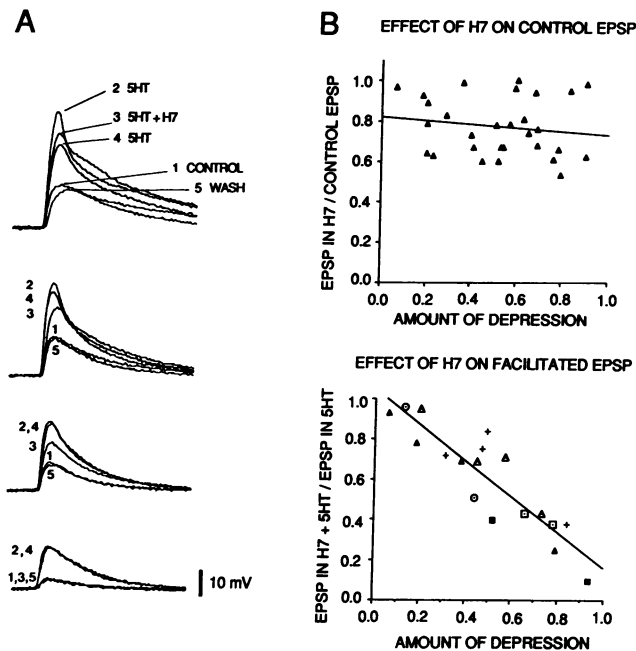 A
2 5HT
3 5HT+H7
4 5HT
1 CONTROL
5 WASH
2
4
3
1
5
2,4
3
1
5
2,4
1,3,5
10 mV
B
EFFECT OF H7 ON CONTROL EPSP
EPSP IN H7 / CONTROL EPSP
1.0
0.8
0.6
0.4
0.2
0.0
0.0 0.2 0.4 0.6 0.8 1.0
AMOUNT OF DEPRESSION
EFFECT OF H7 ON FACILITATED EPSP
EPSP IN H7 + 5HT / EPSP IN 5HT
1.0
0.8
0.6
0.4
0.2
0.0
0.0 0.2 0.4 0.6 0.8 1.0
AMOUNT OF DEPRESSION